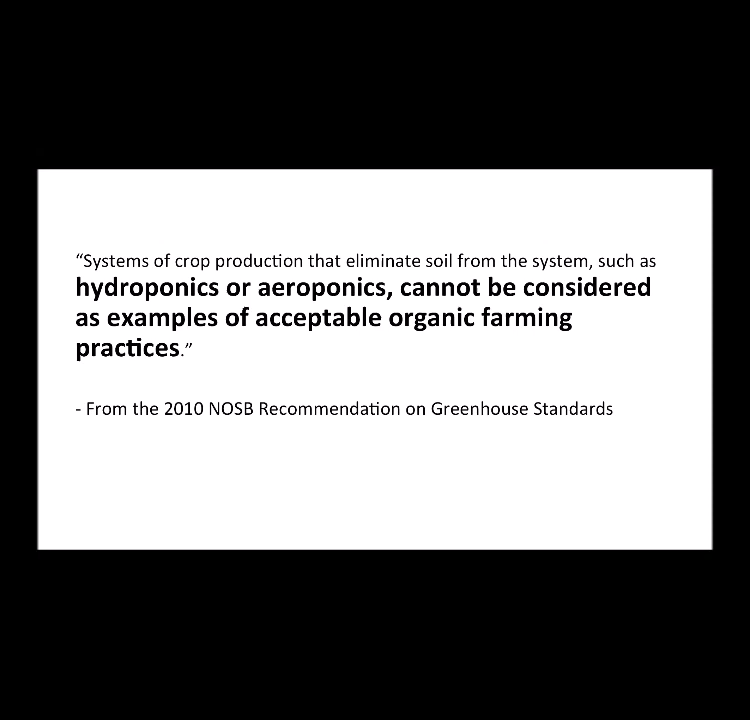 “Systems of crop production that eliminate soil from the system, such as
hydroponics or aeroponics, cannot be considered
as examples of acceptable organic farming
practices.”
- From the 2010 NOSB Recommendation on Greenhouse Standards